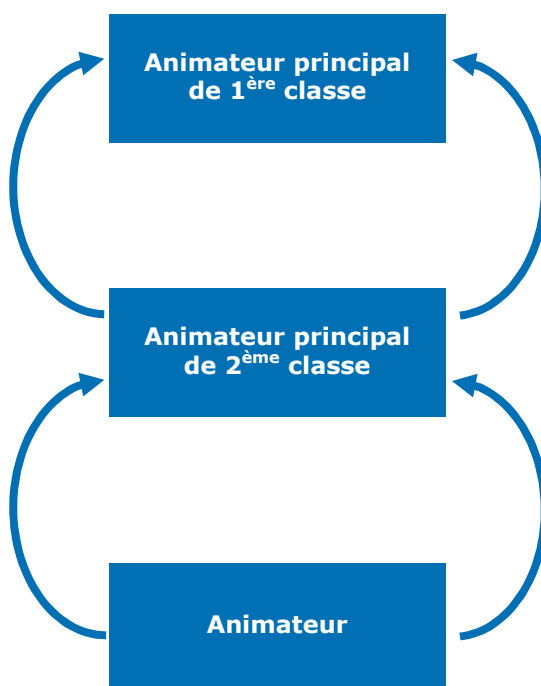 Animateur principal
de 1ère classe
Animateur principal
de 2ème classe
Animateur